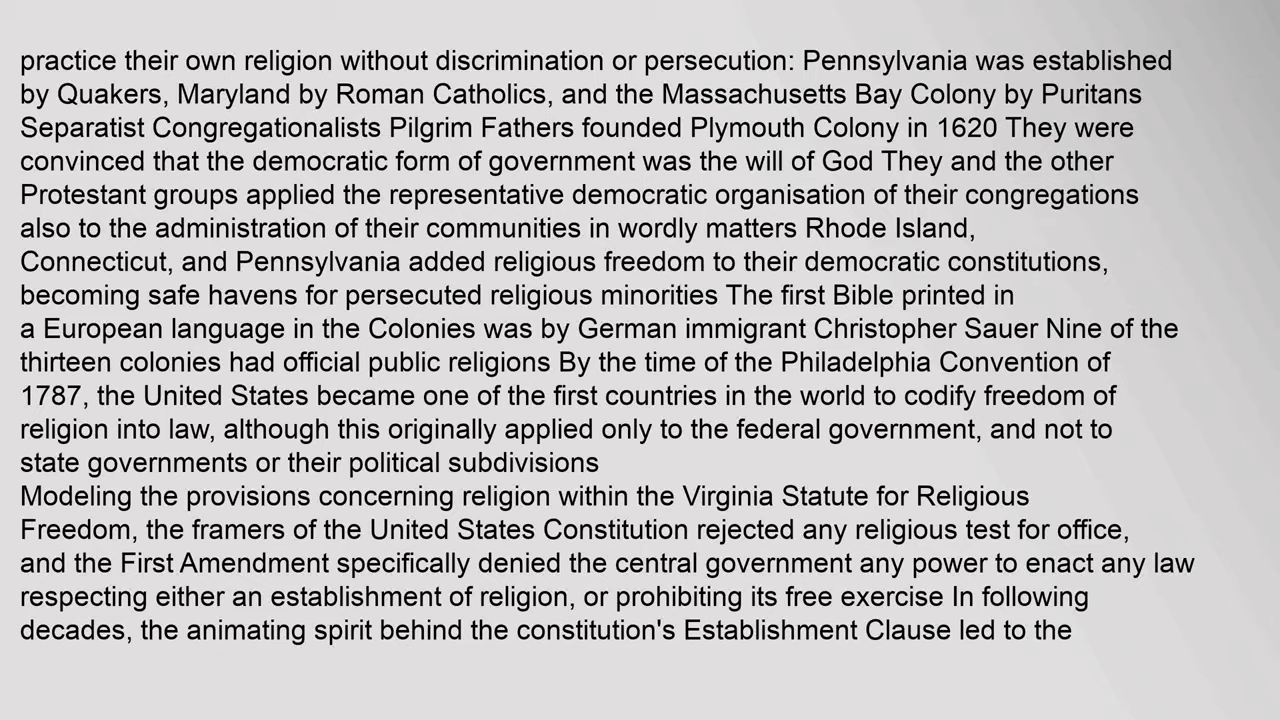 practice their own religion without discrimination or persecution: Pennsylvania was established
by Quakers, Maryland by Roman Catholics, and the Massachusetts Bay Colony by Puritans
Separatist Congregationalists Pilgrim Fathers founded Plymouth Colony in 1620 They were
convinced that the democratic form of government was the will of God They and the other
Protestant groups applied the representative democratic organisation of their congregations
also to the administration of their communities in wordly matters Rhode Island,
Connecticut, and Pennsylvania added religious freedom to their democratic constitutions,
becoming safe havens for persecuted religious minorities The first Bible printed in
a European language in the Colonies was by German immigrant Christopher Sauer Nine of the
thirteen colonies had official public religions By the time of the Philadelphia Convention of
1787, the United States became one of the first countries in the world to codify freedom of
religion into law, although this originally applied only to the federal government, and not to
state governments or their political subdivisions
Modeling the provisions concerning religion within the Virginia Statute for Religious
Freedom, the framers of the United States Constitution rejected any religious test for office,
and the First Amendment specifically denied the central government any power to enact any law
respecting either an establishment of religion, or prohibiting its free exercise In following
decades, the animating spirit behind the constitution's Establishment Clause led to the